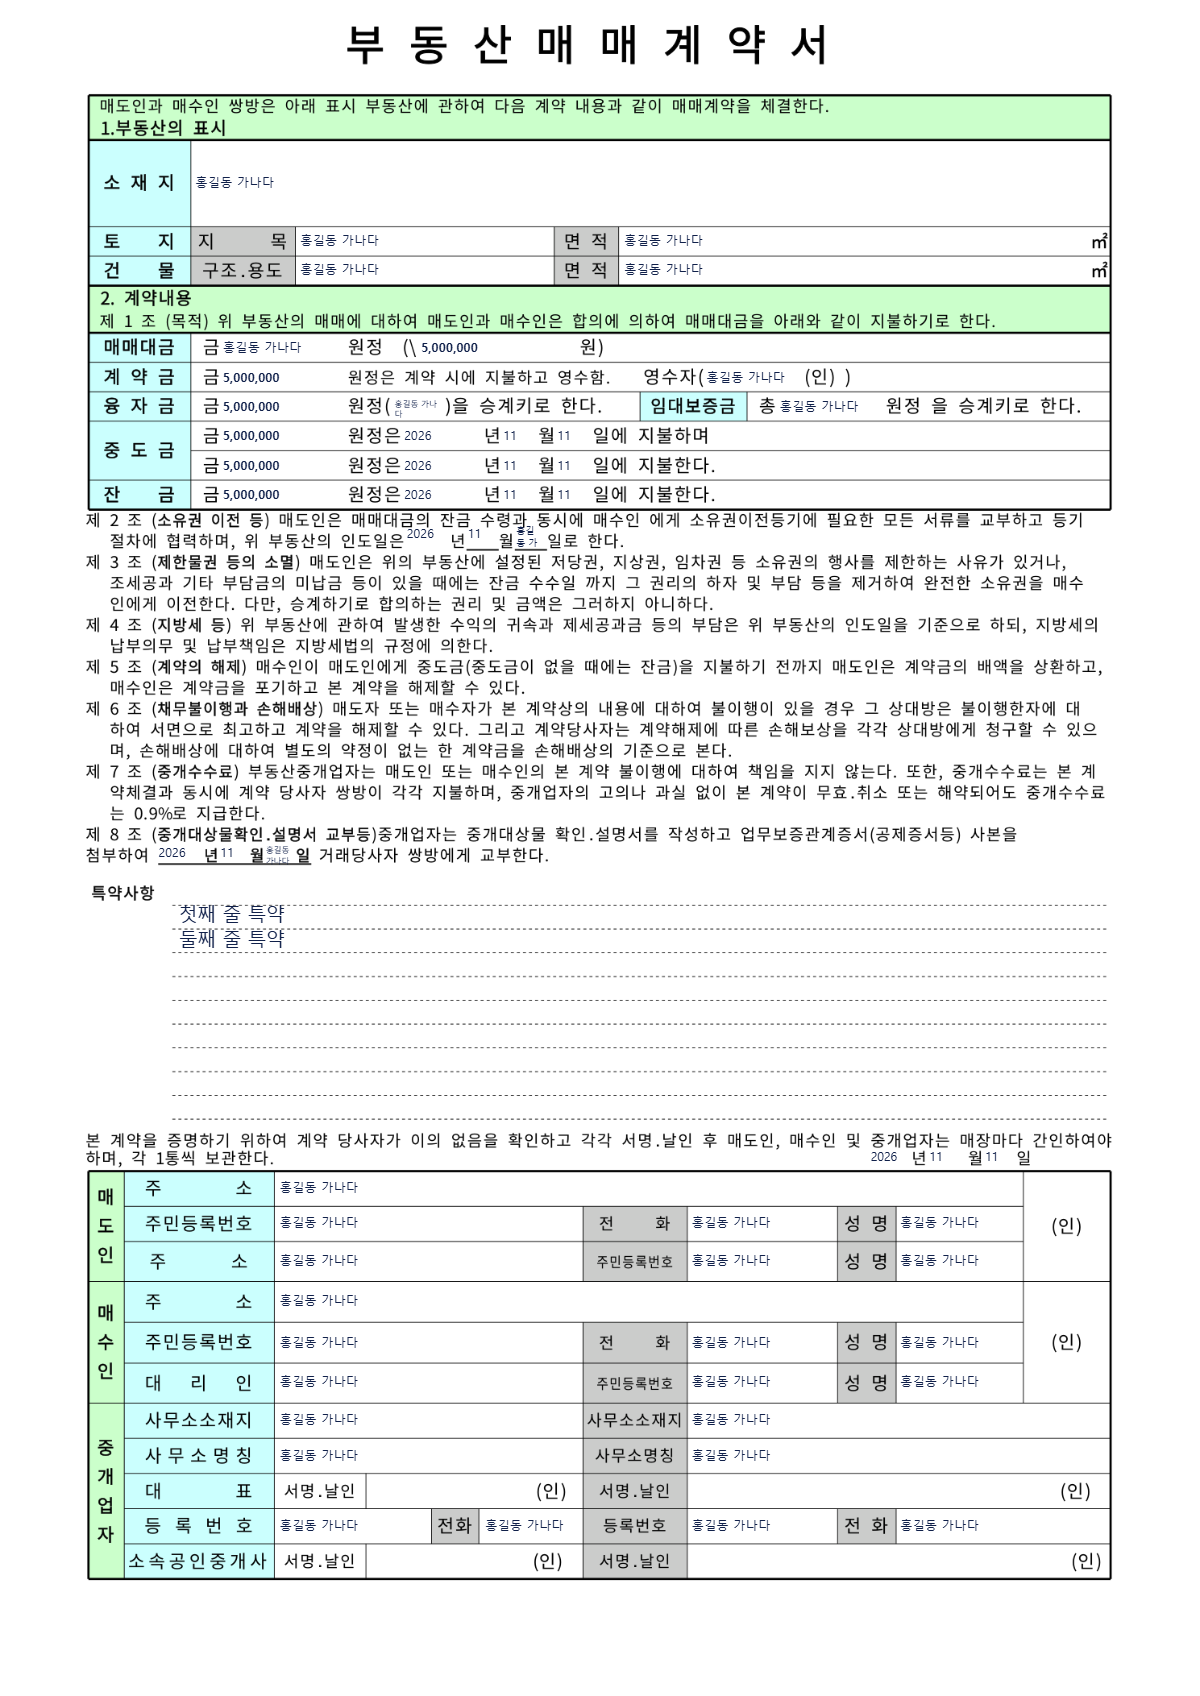 부 동 산 매 매 계 약 서
매도인과 매수인 쌍방은 아래 표시 부동산에 관하여 다음 계약 내용과 같이 매매계약을 체결한다.
1.부동산의 표시
소 재 지 홍길동 가나다
토 지 지 목 홍길동 가나다 면 적 홍길동 가나다 ㎡
건 물 구조.용도 홍길동 가나다 면 적 홍길동 가나다 ㎡
2. 계약내용
제 1 조 (목적) 위 부동산의 매매에 대하여 매도인과 매수인은 합의에 의하여 매매대금을 아래와 같이 지불하기로 한다.
매매대금 금 홍길동 가나다 원정 (\ 5,000,000 원)
계 약 금 금 5,000,000 원정은 계약 시에 지불하고 영수함. 영수자( 홍길동 가나다 (인) )
융 자 금 금 5,000,000 원정( 홍길동 가나다 )을 승계키로 한다. 임대보증금 총 홍길동 가나다 원정 을 승계키로 한다.
중 도 금 금 5,000,000 원정은 2026 년 11 월 11 일에 지불하며
금 5,000,000 원정은 2026 년 11 월 11 일에 지불한다.
잔 금 금 5,000,000 원정은 2026 년 11 월 11 일에 지불한다.
제 2 조 (소유권 이전 등) 매도인은 매매대금의 잔금 수령과 동시에 매수인 에게 소유권이전등기에 필요한 모든 서류를 교부하고 등기
절차에 협력하며, 위 부동산의 인도일은 2026 년 11 월 홍길동 가 일로 한다.
제 3 조 (제한물권 등의 소멸) 매도인은 위의 부동산에 설정된 저당권, 지상권, 임차권 등 소유권의 행사를 제한하는 사유가 있거나,
조세공과 기타 부담금의 미납금 등이 있을 때에는 잔금 수수일 까지 그 권리의 하자 및 부담 등을 제거하여 완전한 소유권을 매수
인에게 이전한다. 다만, 승계하기로 합의하는 권리 및 금액은 그러하지 아니하다.
제 4 조 (지방세 등) 위 부동산에 관하여 발생한 수익의 귀속과 제세공과금 등의 부담은 위 부동산의 인도일을 기준으로 하되, 지방세의
납부의무 및 납부책임은 지방세법의 규정에 의한다.
제 5 조 (계약의 해제) 매수인이 매도인에게 중도금(중도금이 없을 때에는 잔금)을 지불하기 전까지 매도인은 계약금의 배액을 상환하고,
매수인은 계약금을 포기하고 본 계약을 해제할 수 있다.
제 6 조 (채무불이행과 손해배상) 매도자 또는 매수자가 본 계약상의 내용에 대하여 불이행이 있을 경우 그 상대방은 불이행한자에 대
하여 서면으로 최고하고 계약을 해제할 수 있다. 그리고 계약당사자는 계약해제에 따른 손해보상을 각각 상대방에게 청구할 수 있으
며, 손해배상에 대하여 별도의 약정이 없는 한 계약금을 손해배상의 기준으로 본다.
제 7 조 (중개수수료) 부동산중개업자는 매도인 또는 매수인의 본 계약 불이행에 대하여 책임을 지지 않는다. 또한, 중개수수료는 본 계
약체결과 동시에 계약 당사자 쌍방이 각각 지불하며, 중개업자의 고의나 과실 없이 본 계약이 무효.취소 또는 해약되어도 중개수수료
는 0.9%로 지급한다.
제 8 조 (중개대상물확인.설명서 교부등)중개업자는 중개대상물 확인.설명서를 작성하고 업무보증관계증서(공제증서등) 사본을
첨부하여 2026 년 11 월 홍길동 가나다 일 거래당사자 쌍방에게 교부한다.
특약사항
첫째 줄 특약
둘째 줄 특약
본 계약을 증명하기 위하여 계약 당사자가 이의 없음을 확인하고 각각 서명.날인 후 매도인, 매수인 및 중개업자는 매장마다 간인하여야
하며, 각 1통씩 보관한다. 2026 년 11 월 11 일
매도인 주 소 홍길동 가나다 (인)
주민등록번호 홍길동 가나다 전 화 홍길동 가나다 성 명 홍길동 가나다
주 소 홍길동 가나다 주민등록번호 홍길동 가나다 성 명 홍길동 가나다
매수인 주 소 홍길동 가나다 (인)
주민등록번호 홍길동 가나다 전 화 홍길동 가나다 성 명 홍길동 가나다
대 리 인 홍길동 가나다 주민등록번호 홍길동 가나다 성 명 홍길동 가나다
중개업자 사무소소재지 홍길동 가나다 사무소소재지 홍길동 가나다
사 무 소 명 칭 홍길동 가나다 사무소명칭 홍길동 가나다
대 표 서명.날인 (인) 서명.날인 (인)
등 록 번 호 홍길동 가나다 전화 홍길동 가나다 등록번호 홍길동 가나다 전 화 홍길동 가나다
소속공인중개사 서명.날인 (인) 서명.날인 (인)